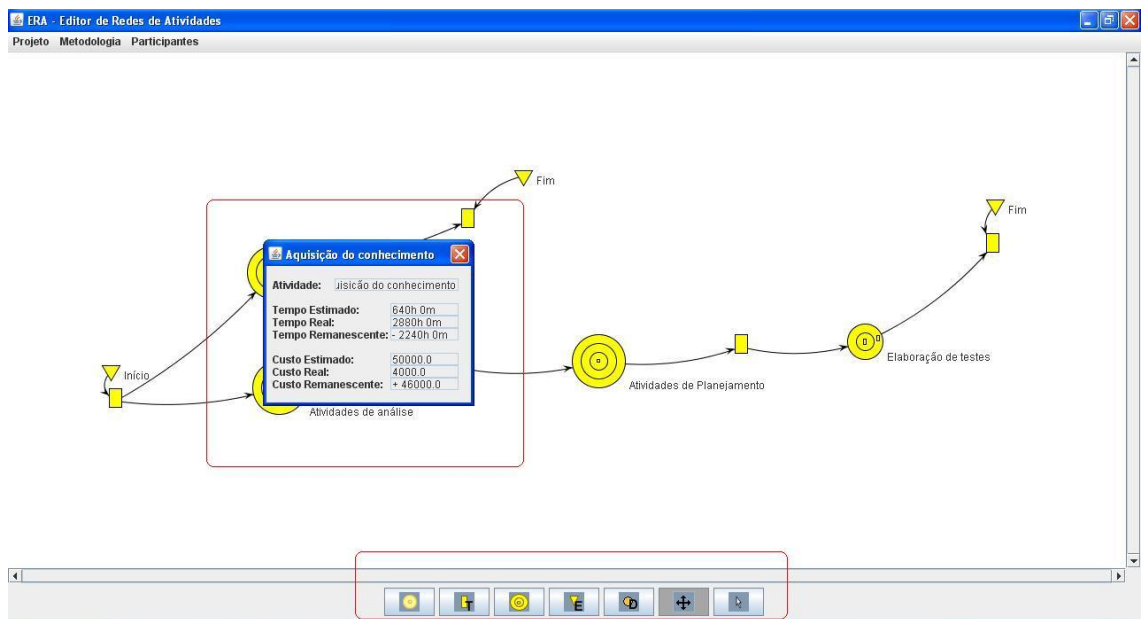 ERA - Editor de Redes de Atividades
Projeto Metodologia Participantes
Fim
Fim
Aquisição do conhecimento
Atividade: uisicão do conhecimento
Tempo Estimado: 640h 0m
Tempo Real: 2880h 0m
Tempo Remanescente: - 2240h 0m
Custo Estimado: 50000.0
Custo Real: 4000.0
Custo Remanescente: + 46000.0
Início
Elaboração de testes
Atividades de Planejamento
Atividades de análise
T
E
D